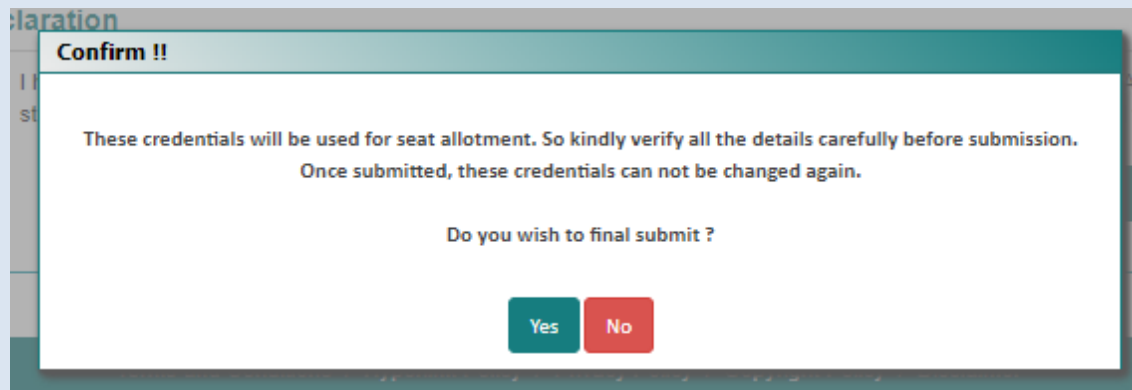 Confirm !!
These credentials will be used for seat allotment. So kindly verify all the details carefully before submission.
Once submitted, these credentials can not be changed again.
Do you wish to final submit ?
Yes No